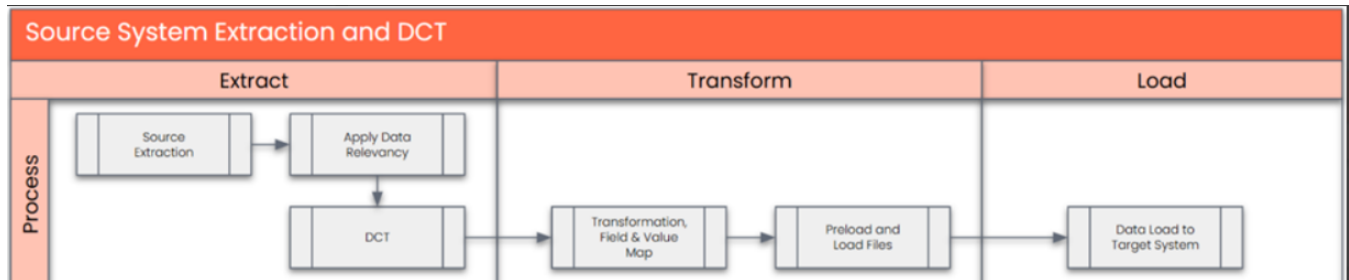 Source System Extraction and DCT
Extract
Transform
Load
Process
Source
Extraction
Apply Data
Relevancy
DCT
Transformation,
Field & Value
Map
Preload and
Load Files
Data Load to
Target System